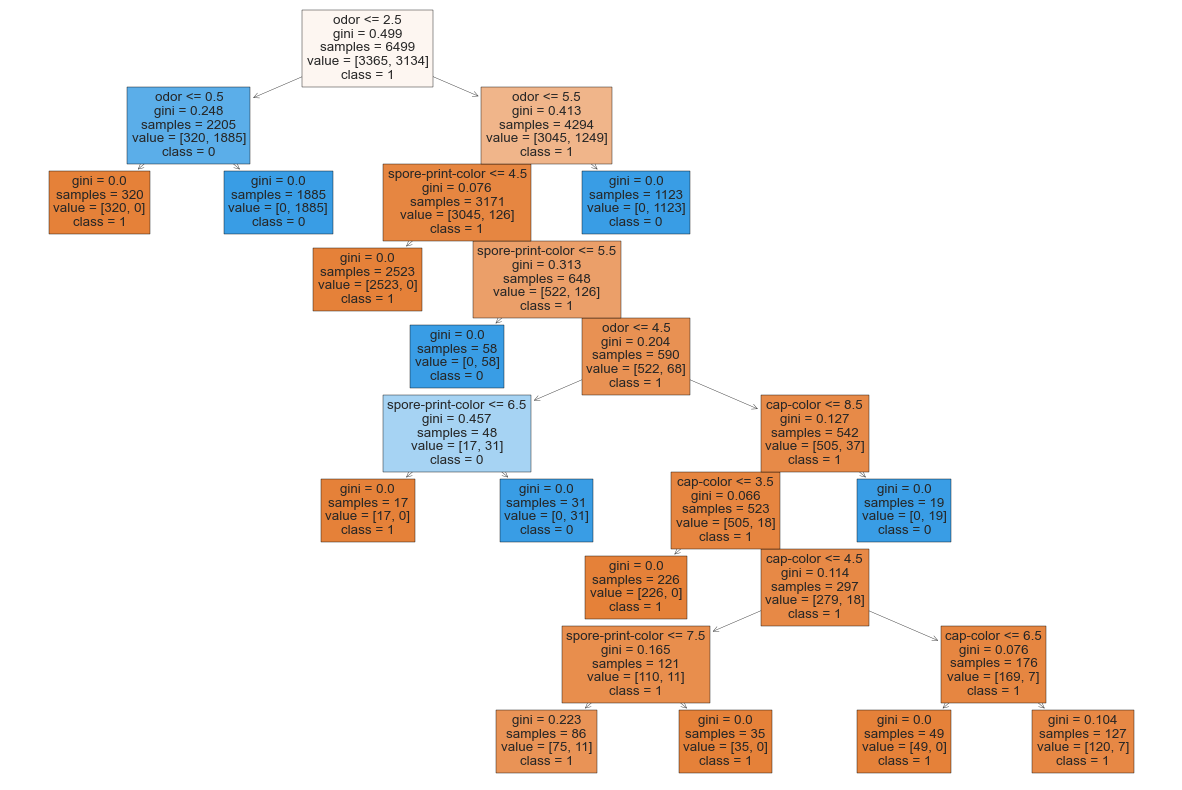 odor <= 2.5
gini = 0.499
samples = 6499
value = [3365, 3134]
class = 1
odor <= 0.5
gini = 0.248
samples = 2205
value = [320, 1885]
class = 0
odor <= 5.5
gini = 0.413
samples = 4294
value = [3045, 1249]
class = 1
gini = 0.0
samples = 320
value = [320, 0]
class = 1
gini = 0.0
samples = 1885
value = [0, 1885]
class = 0
spore-print-color <= 4.5
gini = 0.076
samples = 3171
value = [3045, 126]
class = 1
gini = 0.0
samples = 1123
value = [0, 1123]
class = 0
gini = 0.0
samples = 2523
value = [2523, 0]
class = 1
spore-print-color <= 5.5
gini = 0.313
samples = 648
value = [522, 126]
class = 1
gini = 0.0
samples = 58
value = [0, 58]
class = 0
odor <= 4.5
gini = 0.204
samples = 590
value = [522, 68]
class = 1
spore-print-color <= 6.5
gini = 0.457
samples = 48
value = [17, 31]
class = 0
cap-color <= 8.5
gini = 0.127
samples = 542
value = [505, 37]
class = 1
gini = 0.0
samples = 17
value = [17, 0]
class = 1
gini = 0.0
samples = 31
value = [0, 31]
class = 0
cap-color <= 3.5
gini = 0.066
samples = 523
value = [505, 18]
class = 1
gini = 0.0
samples = 19
value = [0, 19]
class = 0
gini = 0.0
samples = 226
value = [226, 0]
class = 1
cap-color <= 4.5
gini = 0.114
samples = 297
value = [279, 18]
class = 1
spore-print-color <= 7.5
gini = 0.165
samples = 121
value = [110, 11]
class = 1
cap-color <= 6.5
gini = 0.076
samples = 176
value = [169, 7]
class = 1
gini = 0.223
samples = 86
value = [75, 11]
class = 1
gini = 0.0
samples = 35
value = [35, 0]
class = 1
gini = 0.0
samples = 49
value = [49, 0]
class = 1
gini = 0.104
samples = 127
value = [120, 7]
class = 1